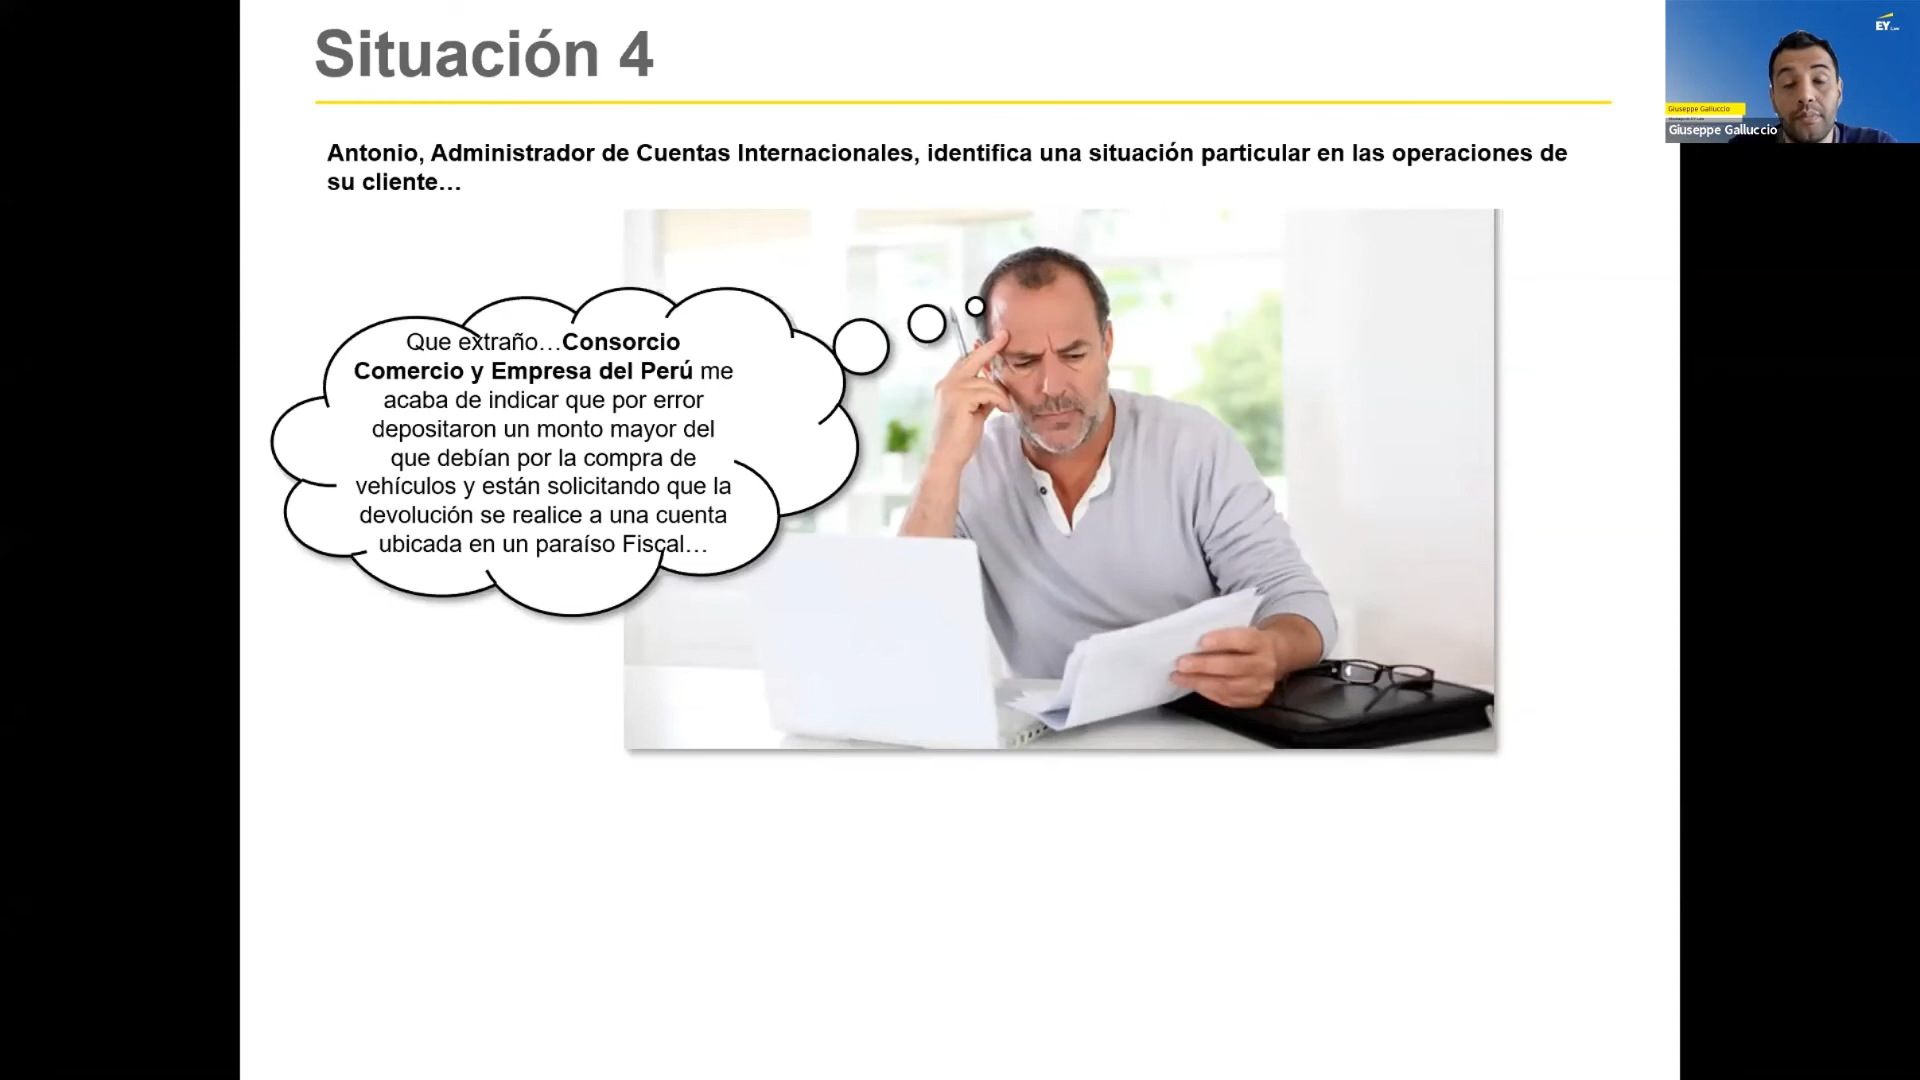 Situación 4
Antonio, Administrador de Cuentas Internacionales, identifica una situación particular en las operaciones de
su cliente…
Que extraño…Consorcio
Comercio y Empresa del Perú me
acaba de indicar que por error
depositaron un monto mayor del
que debían por la compra de
vehículos y están solicitando que la
devolución se realice a una cuenta
ubicada en un paraíso Fiscal…
EY
Giuseppe Galluccio
Giuseppe Galluccio